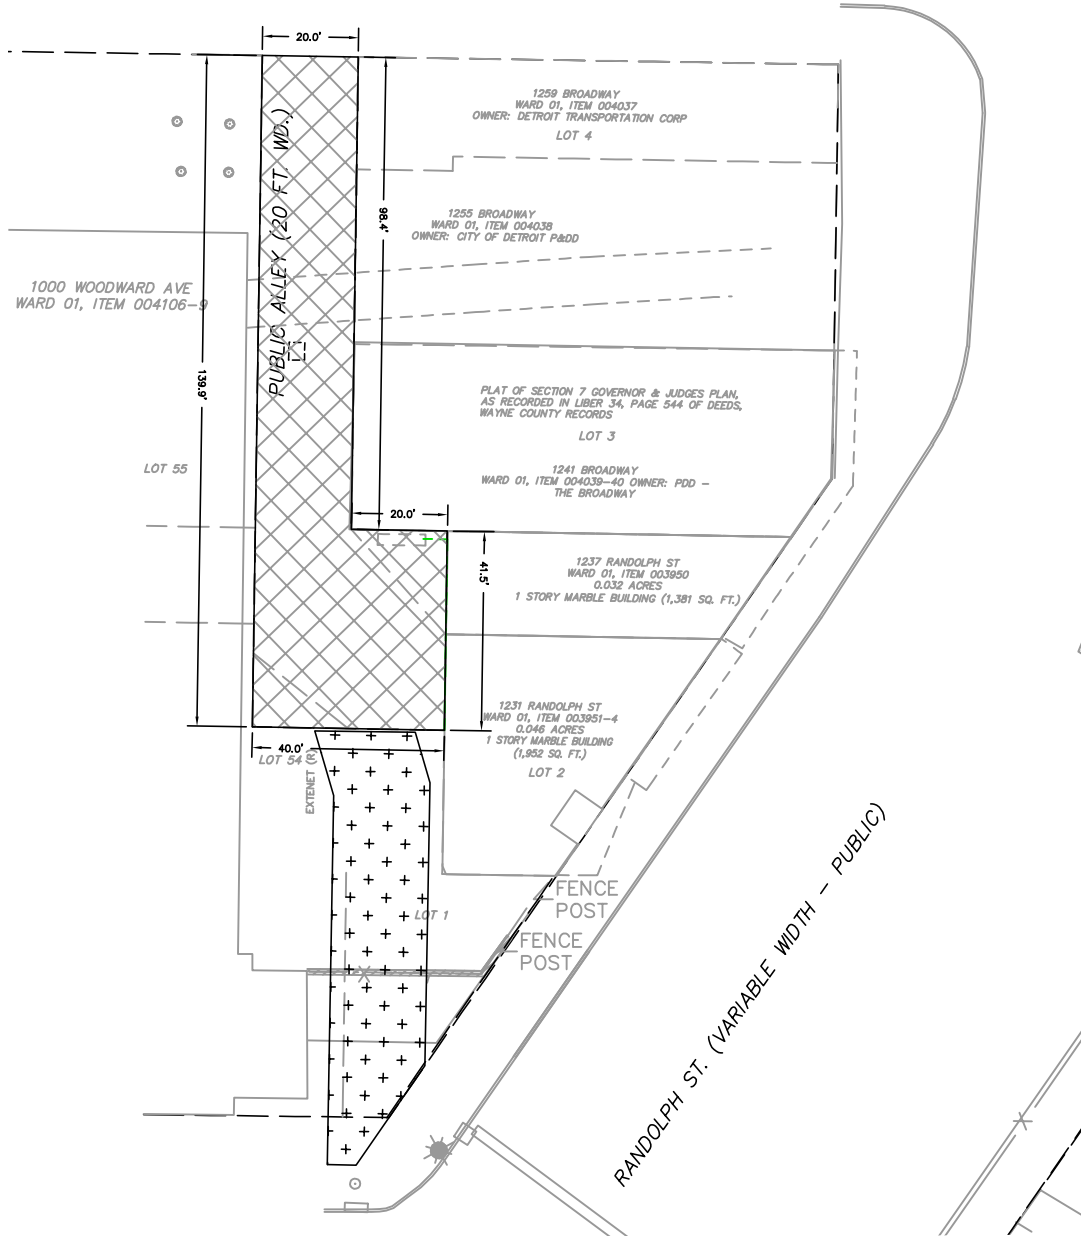 20.0'
1259 BROADWAY
WARD 01, ITEM 004037
OWNER: DETROIT TRANSPORTATION CORP
LOT 4
PUBLIC ALLEY (20 FT. WD.)
98.4'
1255 BROADWAY
WARD 01, ITEM 004038
OWNER: CITY OF DETROIT P&DD
1000 WOODWARD AVE
WARD 01, ITEM 004106-9
139.9'
PLAT OF SECTION 7 GOVERNOR & JUDGES PLAN,
AS RECORDED IN LIBER 34, PAGE 544 OF DEEDS,
WAYNE COUNTY RECORDS
LOT 3
LOT 55
1241 BROADWAY
WARD 01, ITEM 004039-40 OWNER: PDD -
THE BROADWAY
20.0'
41.5'
1237 RANDOLPH ST
WARD 01, ITEM 003950
0.032 ACRES
1 STORY MARBLE BUILDING (1,381 SQ. FT.)
1231 RANDOLPH ST
WARD 01, ITEM 003951-4
0.046 ACRES
1 STORY MARBLE BUILDING
(1,952 SQ. FT.)
LOT 2
40.0'
LOT 54
EXTENET (R)
LOT 1
FENCE
POST
FENCE
POST
RANDOLPH ST. (VARIABLE WIDTH - PUBLIC)